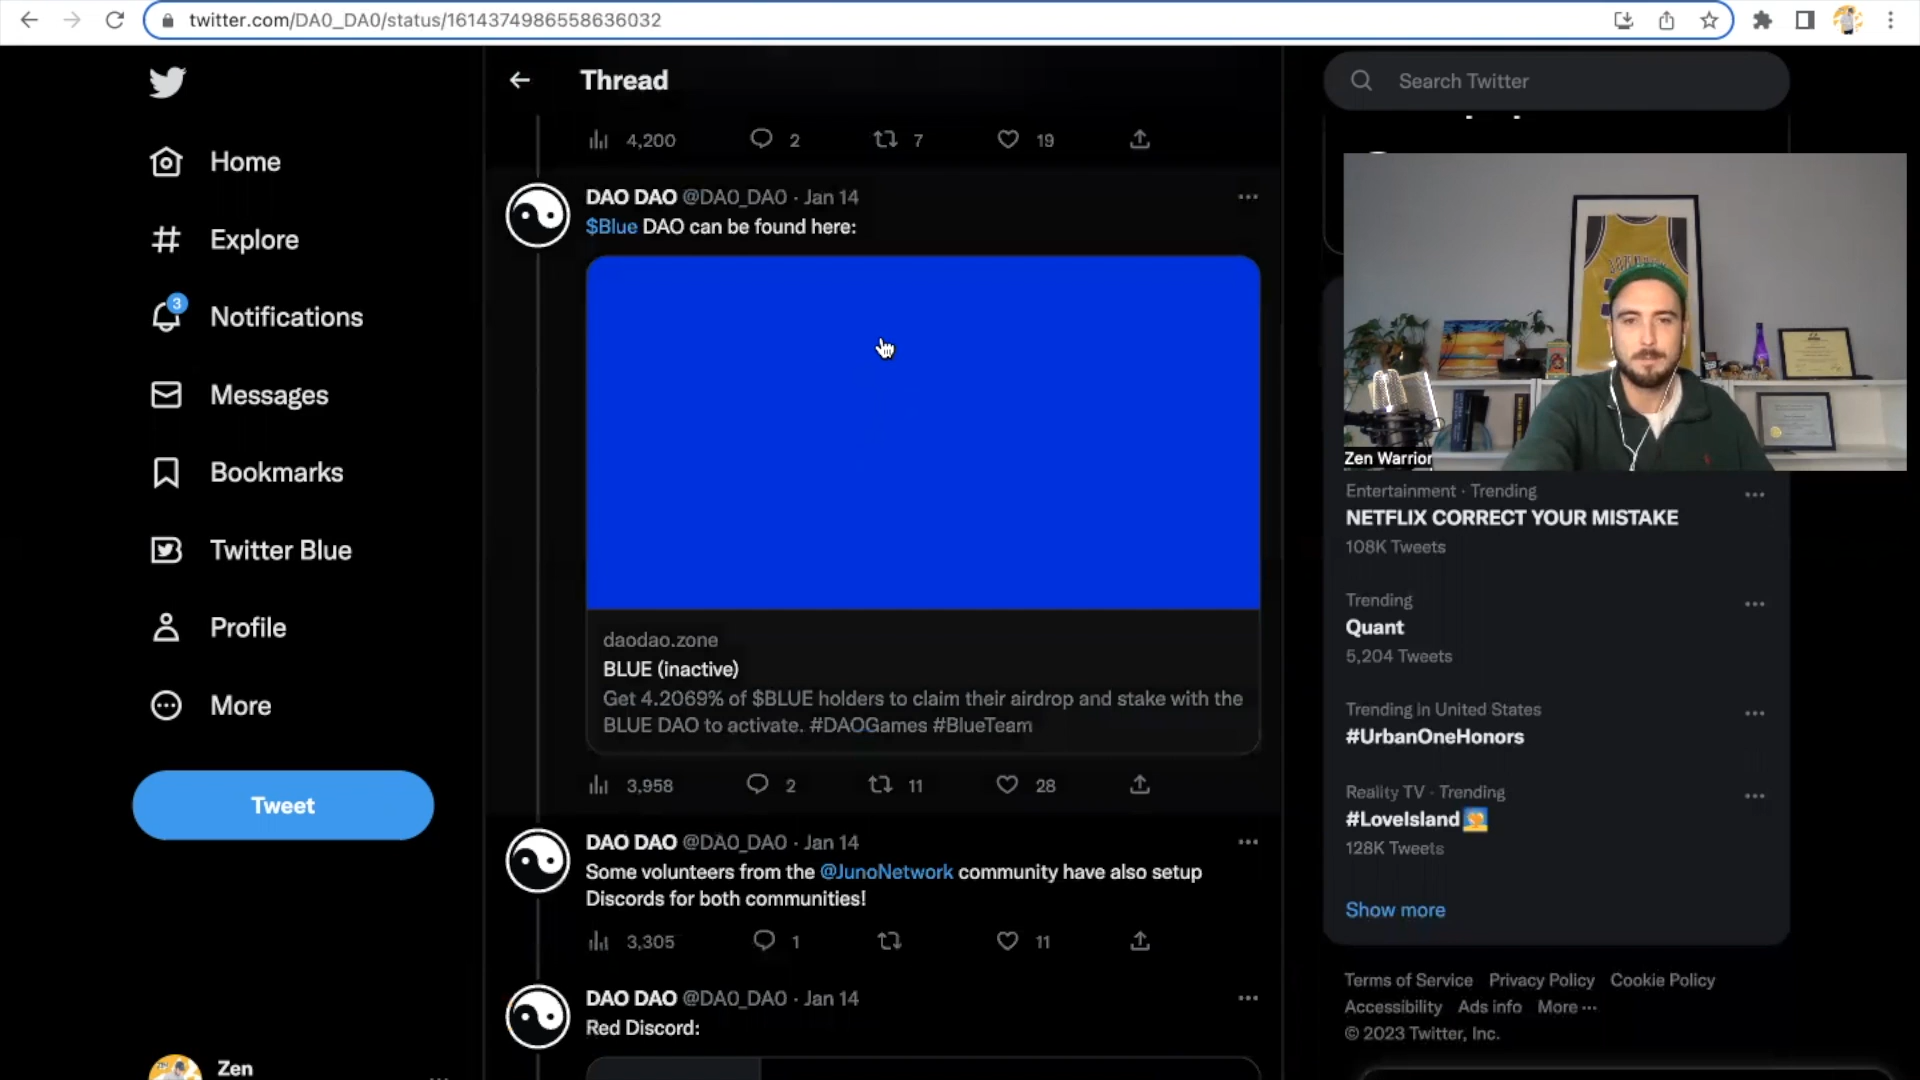 twitter.com/DA0_DA0/status/1614374986558636032
Thread
Search Twitter
4,200 2 7 19
Home
Explore
3
Notifications
Messages
Bookmarks
Twitter Blue
Profile
More
Tweet
Zen
DAO DAO @DA0_DA0 · Jan 14
$Blue DAO can be found here:
daodao.zone
BLUE (inactive)
Get 4.2069% of $BLUE holders to claim their airdrop and stake with the
BLUE DAO to activate. #DAOGames #BlueTeam
3,958 2 11 28
DAO DAO @DA0_DA0 · Jan 14
Some volunteers from the @JunoNetwork community have also setup
Discords for both communities!
3,305 1 11
DAO DAO @DA0_DA0 · Jan 14
Red Discord:
Zen Warrior
Entertainment · Trending
NETFLIX CORRECT YOUR MISTAKE
108K Tweets
Trending
Quant
5,204 Tweets
Trending in United States
#UrbanOneHonors
Reality TV · Trending
#LoveIsland
128K Tweets
Show more
Terms of Service Privacy Policy Cookie Policy
Accessibility Ads info More ···
© 2023 Twitter, Inc.